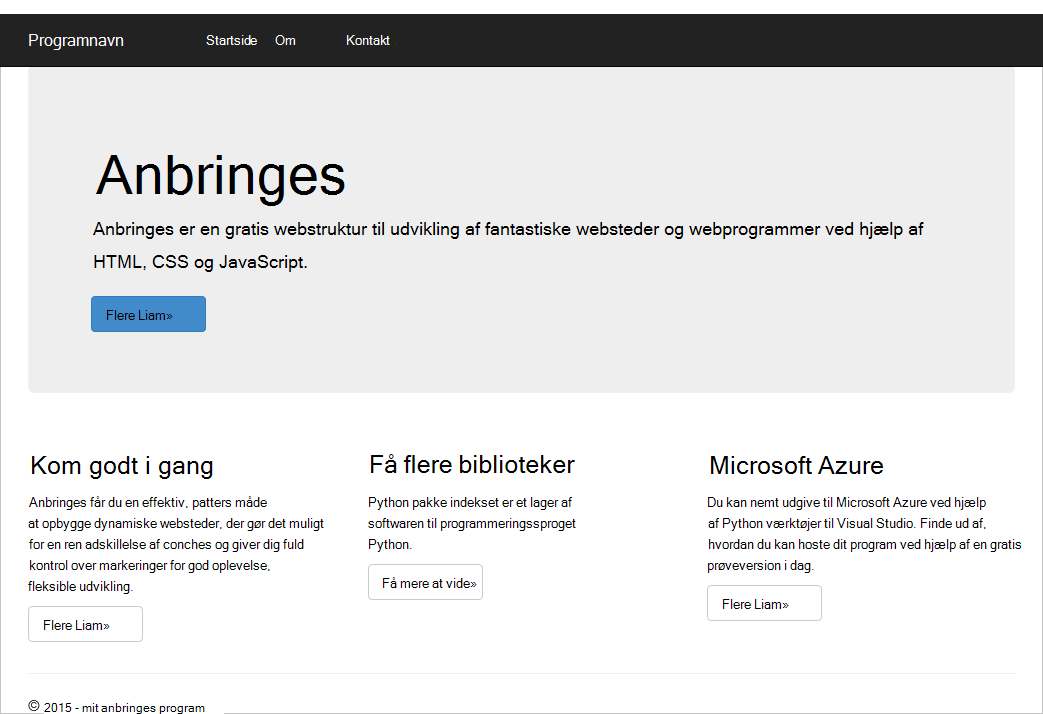 Programnavn Startside Om Kontakt
Anbringes
Anbringes er en gratis webstruktur til udvikling af fantastiske websteder og webprogrammer ved hjælp af
HTML, CSS og JavaScript.
Flere Liam»
Kom godt i gang
Anbringes får du en effektiv, patters måde
at opbygge dynamiske websteder, der gør det muligt
for en ren adskillelse af conches og giver dig fuld
kontrol over markeringer for god oplevelse,
fleksible udvikling.
Flere Liam»
Få flere biblioteker
Python pakke indekset er et lager af
softwaren til programmeringssproget
Python.
Få mere at vide»
Microsoft Azure
Du kan nemt udgive til Microsoft Azure ved hjælp
af Python værktøjer til Visual Studio. Finde ud af,
hvordan du kan hoste dit program ved hjælp af en gratis
prøveversion i dag.
Flere Liam»
© 2015 - mit anbringes program